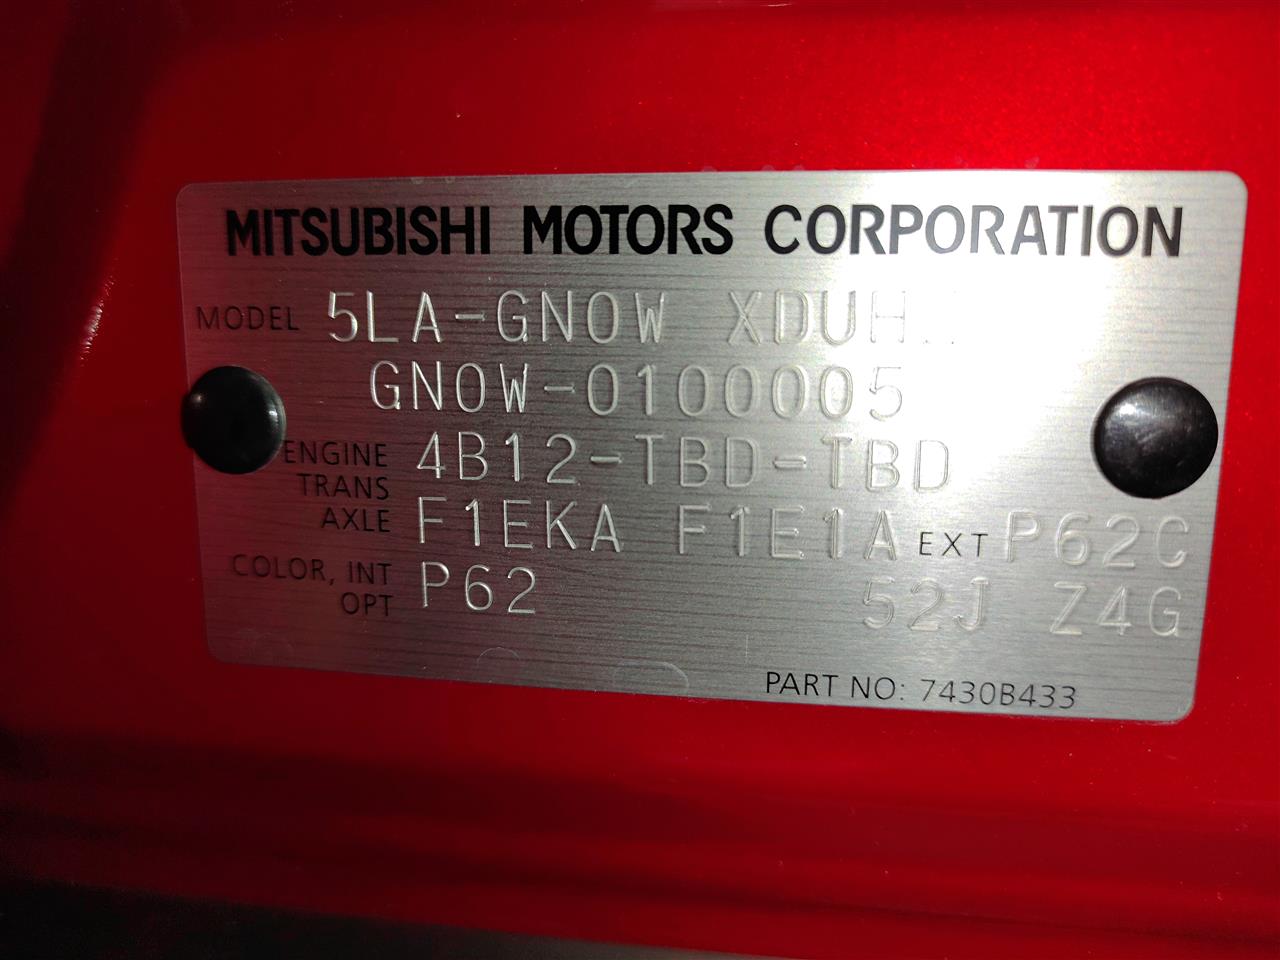 MITSUBISHI MOTORS CORPORATION
MODEL 5LA-GN0W
GN0W-0100005
ENGINE 4B12-TBD-TBD
TRANS
AXLE F1EKA F1E1A EXT P62C
COLOR, INT P62
OPT 52J Z4G
PART NO: 7430B433